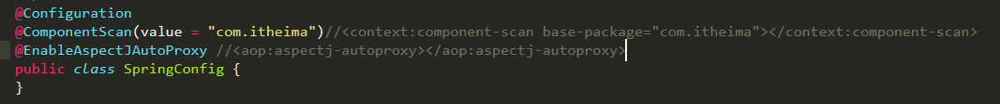 @Configuration
@ComponentScan(value = "com.itheima")//<context:component-scan base-package="com.itheima"></context:component-scan>
@EnableAspectJAutoProxy //<aop:aspectj-autoproxy></aop:aspectj-autoproxy>
public class SpringConfig {
}